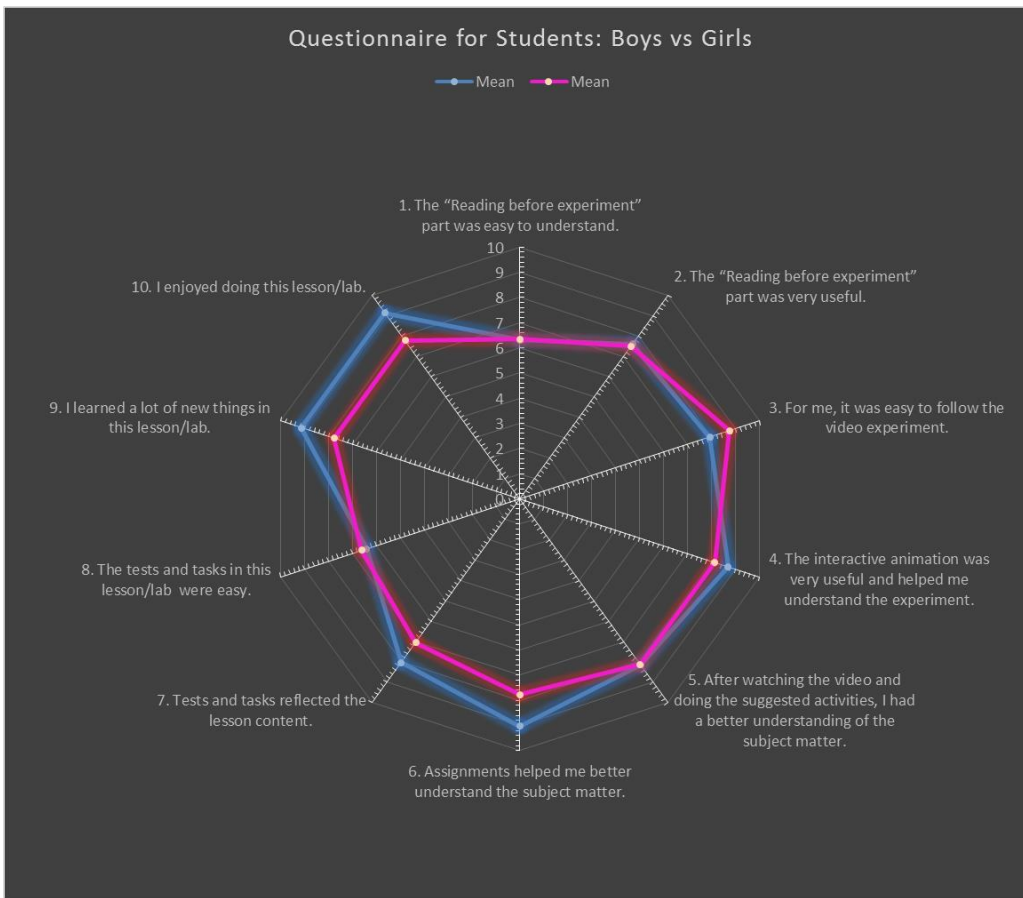 Questionnaire for Students: Boys vs Girls
Mean Mean
1. The “Reading before experiment”
part was easy to understand.
2. The “Reading before experiment”
part was very useful.
3. For me, it was easy to follow the
video experiment.
4. The interactive animation was
very useful and helped me
understand the experiment.
5. After watching the video and
doing the suggested activities, I had
a better understanding of the
subject matter.
6. Assignments helped me better
understand the subject matter.
7. Tests and tasks reflected the
lesson content.
8. The tests and tasks in this
lesson/lab were easy.
9. I learned a lot of new things in
this lesson/lab.
10. I enjoyed doing this lesson/lab.
10
9
8
7
6
5
4
3
2
1
0